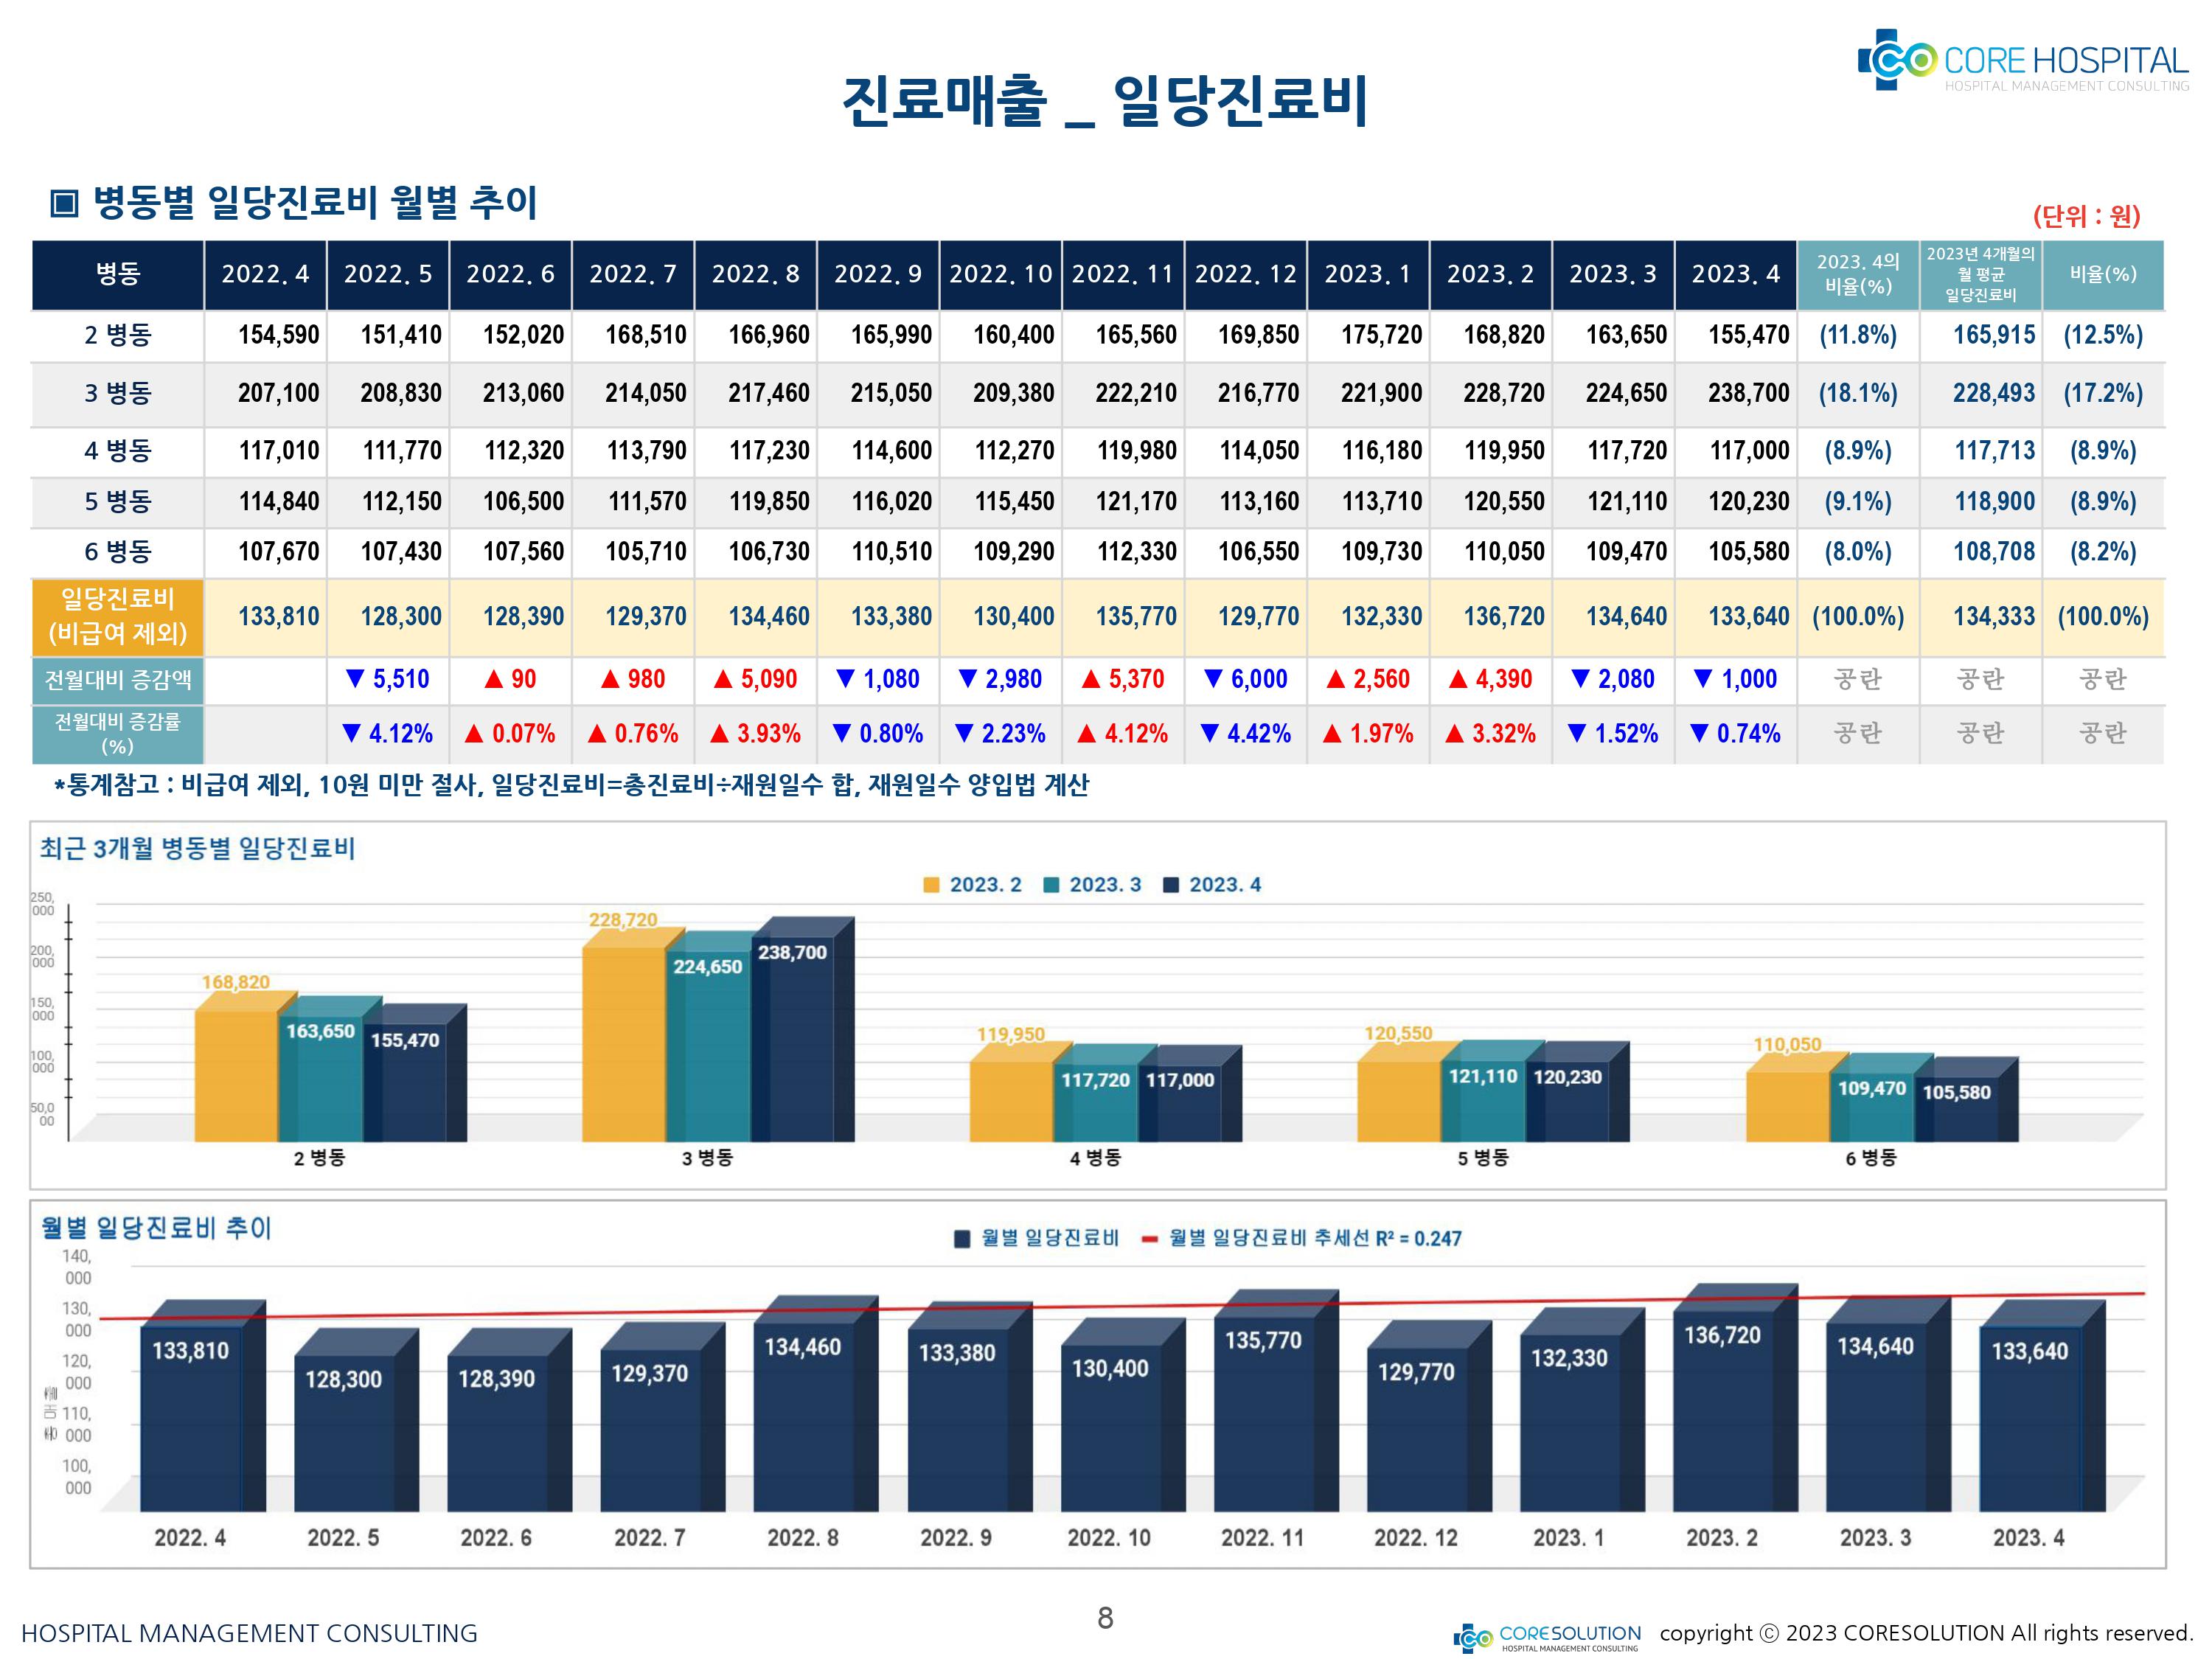 CORE HOSPITAL
HOSPITAL MANAGEMENT CONSULTING
진료매출 _ 일당진료비
▣ 병동별 일당진료비 월별 추이
(단위 : 원)
병동 2022. 4 2022. 5 2022. 6 2022. 7 2022. 8 2022. 9 2022. 10 2022. 11 2022. 12 2023. 1 2023. 2 2023. 3 2023. 4 2023. 4의 비율(%) 2023년 4개월의 월 평균 일당진료비 비율(%)
2 병동 154,590 151,410 152,020 168,510 166,960 165,990 160,400 165,560 169,850 175,720 168,820 163,650 155,470 (11.8%) 165,915 (12.5%)
3 병동 207,100 208,830 213,060 214,050 217,460 215,050 209,380 222,210 216,770 221,900 228,720 224,650 238,700 (18.1%) 228,493 (17.2%)
4 병동 117,010 111,770 112,320 113,790 117,230 114,600 112,270 119,980 114,050 116,180 119,950 117,720 117,000 (8.9%) 117,713 (8.9%)
5 병동 114,840 112,150 106,500 111,570 119,850 116,020 115,450 121,170 113,160 113,710 120,550 121,110 120,230 (9.1%) 118,900 (8.9%)
6 병동 107,670 107,430 107,560 105,710 106,730 110,510 109,290 112,330 106,550 109,730 110,050 109,470 105,580 (8.0%) 108,708 (8.2%)
일당진료비 (비급여 제외) 133,810 128,300 128,390 129,370 134,460 133,380 130,400 135,770 129,770 132,330 136,720 134,640 133,640 (100.0%) 134,333 (100.0%)
전월대비 증감액 ▼ 5,510 ▲ 90 ▲ 980 ▲ 5,090 ▼ 1,080 ▼ 2,980 ▲ 5,370 ▼ 6,000 ▲ 2,560 ▲ 4,390 ▼ 2,080 ▼ 1,000 공란 공란 공란
전월대비 증감률 (%) ▼ 4.12% ▲ 0.07% ▲ 0.76% ▲ 3.93% ▼ 0.80% ▼ 2.23% ▲ 4.12% ▼ 4.42% ▲ 1.97% ▲ 3.32% ▼ 1.52% ▼ 0.74% 공란 공란 공란
*통계참고 : 비급여 제외, 10원 미만 절사, 일당진료비=총진료비÷재원일수 합, 재원일수 양입법 계산
최근 3개월 병동별 일당진료비
2023. 2 2023. 3 2023. 4
250,000
200,000
150,000
100,000
50,000
168,820 163,650 155,470
228,720 224,650 238,700
119,950 117,720 117,000
120,550 121,110 120,230
110,050 109,470 105,580
2 병동 3 병동 4 병동 5 병동 6 병동
월별 일당진료비 추이
월별 일당진료비 월별 일당진료비 추세선 R² = 0.247
140,000
130,000
120,000
110,000
100,000
133,810 128,300 128,390 129,370 134,460 133,380 130,400 135,770 129,770 132,330 136,720 134,640 133,640
2022. 4 2022. 5 2022. 6 2022. 7 2022. 8 2022. 9 2022. 10 2022. 11 2022. 12 2023. 1 2023. 2 2023. 3 2023. 4
8
HOSPITAL MANAGEMENT CONSULTING
CORESOLUTION
HOSPITAL MANAGEMENT CONSULTING
copyright ⓒ 2023 CORESOLUTION All rights reserved.